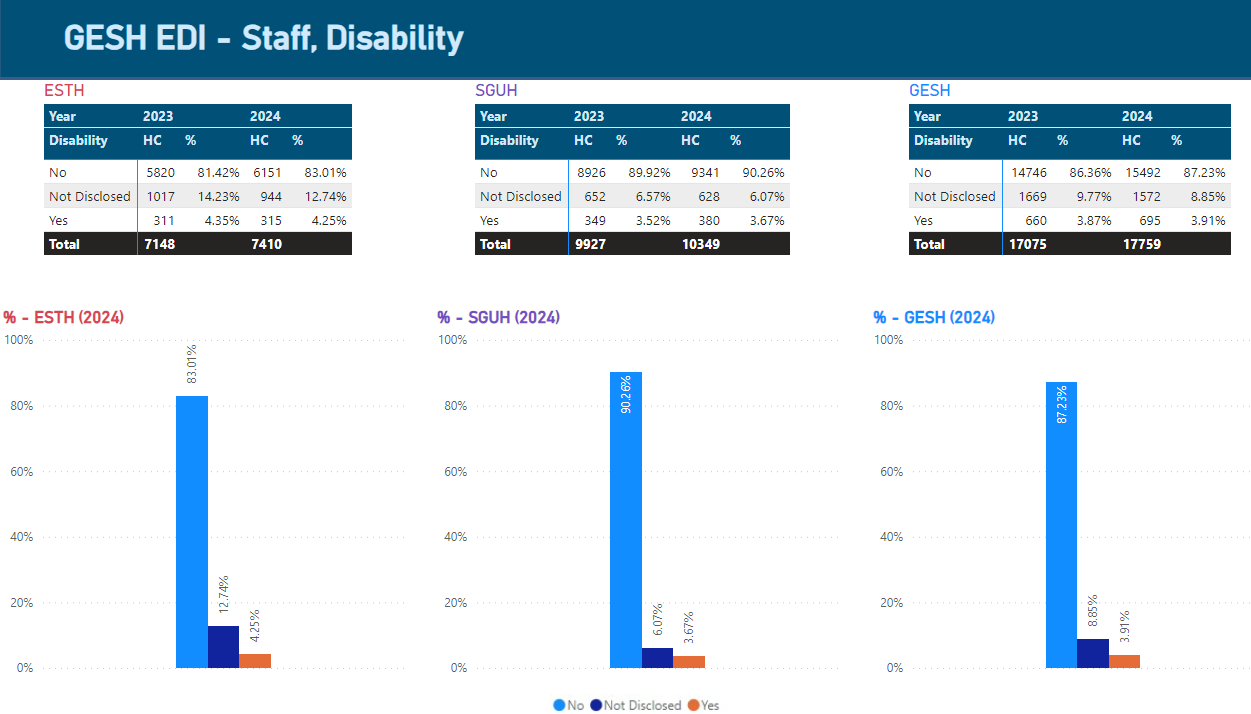 GESH EDI – Staff, Disability
ESTH
Year 2023 2024
Disability HC % HC %
No 5820 81.42% 6151 83.01%
Not Disclosed 1017 14.23% 944 12.74%
Yes 311 4.35% 315 4.25%
Total 7148 7410
SGUH
Year 2023 2024
Disability HC % HC %
No 8926 89.92% 9341 90.26%
Not Disclosed 652 6.57% 628 6.07%
Yes 349 3.52% 380 3.67%
Total 9927 10349
GESH
Year 2023 2024
Disability HC % HC %
No 14746 86.36% 15492 87.23%
Not Disclosed 1669 9.77% 1572 8.85%
Yes 660 3.87% 695 3.91%
Total 17075 17759
% - ESTH (2024)
100%
80%
60%
40%
20%
0%
83.01%
12.74%
4.25%
% - SGUH (2024)
100%
80%
60%
40%
20%
0%
90.26%
6.07%
3.67%
% - GESH (2024)
100%
80%
60%
40%
20%
0%
87.23%
8.85%
3.91%
No Not Disclosed Yes